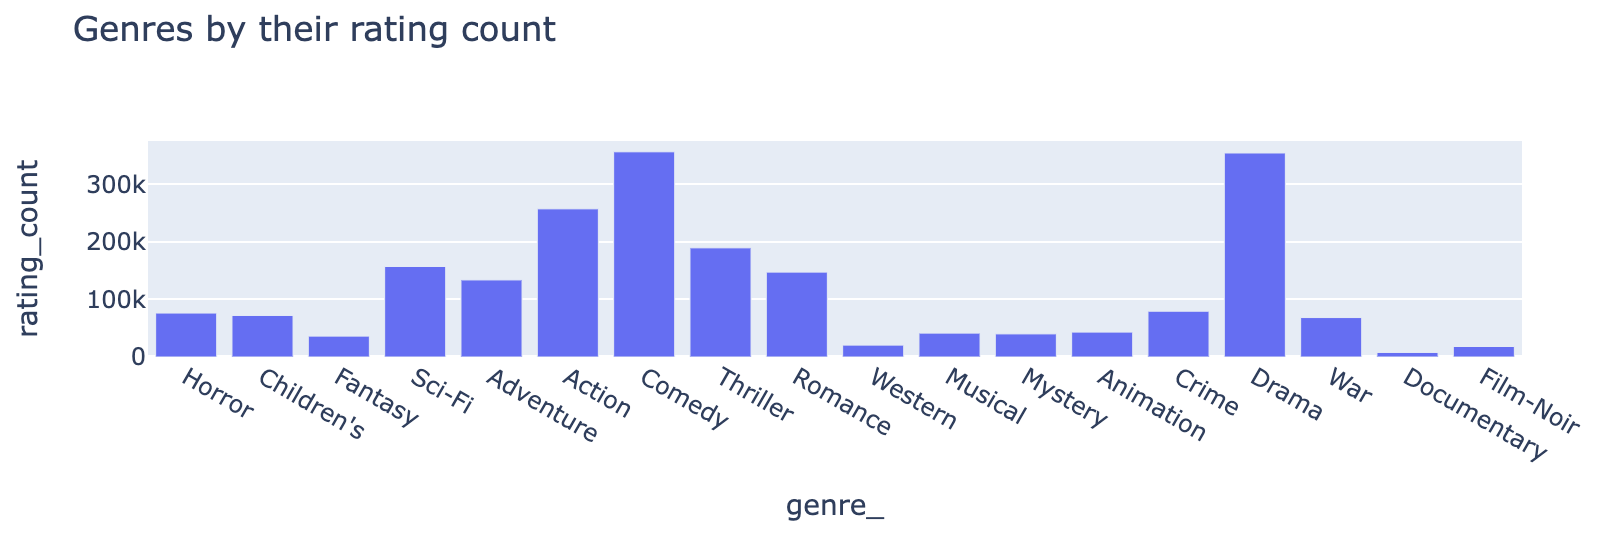 Genres by their rating count
rating_count
300k
200k
100k
0
Horror
Children's
Fantasy
Sci-Fi
Adventure
Action
Comedy
Thriller
Romance
Western
Musical
Mystery
Animation
Crime
Drama
War
Documentary
Film-Noir
genre_